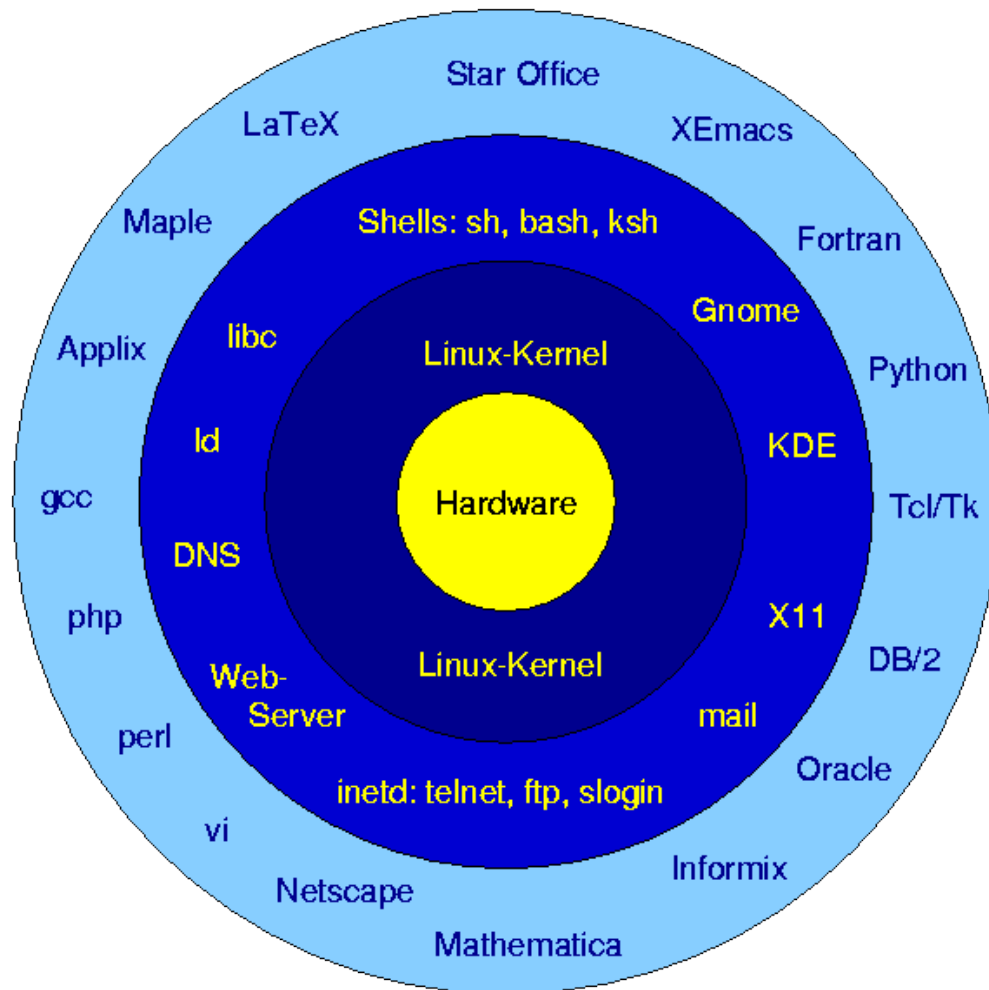 Star Office
LaTeX
XEmacs
Maple
Shells: sh, bash, ksh
Fortran
Gnome
libc
Applix
Linux-Kernel
Python
ld
KDE
gcc
Hardware
Tcl/Tk
DNS
php
X11
Linux-Kernel
DB/2
Web-
Server
mail
perl
Oracle
inetd: telnet, ftp, slogin
vi
Informix
Netscape
Mathematica